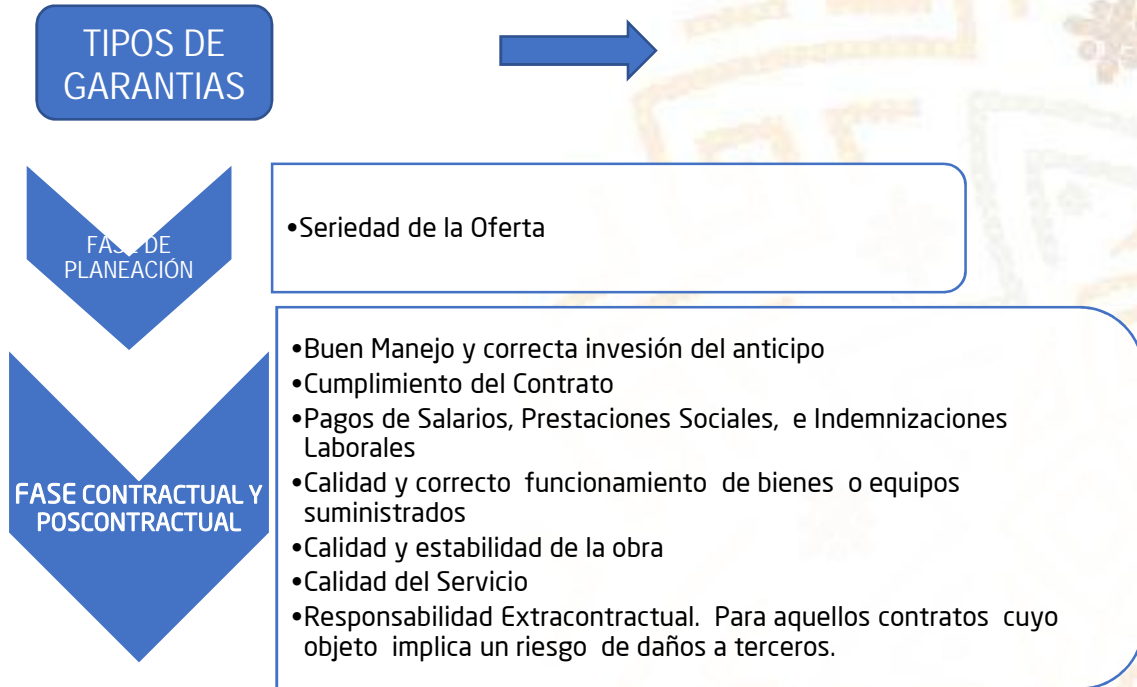 TIPOS DE
GARANTIAS
FASE DE
PLANEACIÓN
•Seriedad de la Oferta
FASE CONTRACTUAL Y
POSCONTRACTUAL
•Buen Manejo y correcta invesión del anticipo
•Cumplimiento del Contrato
•Pagos de Salarios, Prestaciones Sociales, e Indemnizaciones
Laborales
•Calidad y correcto funcionamiento de bienes o equipos
suministrados
•Calidad y estabilidad de la obra
•Calidad del Servicio
•Responsabilidad Extracontractual. Para aquellos contratos cuyo
objeto implica un riesgo de daños a terceros.